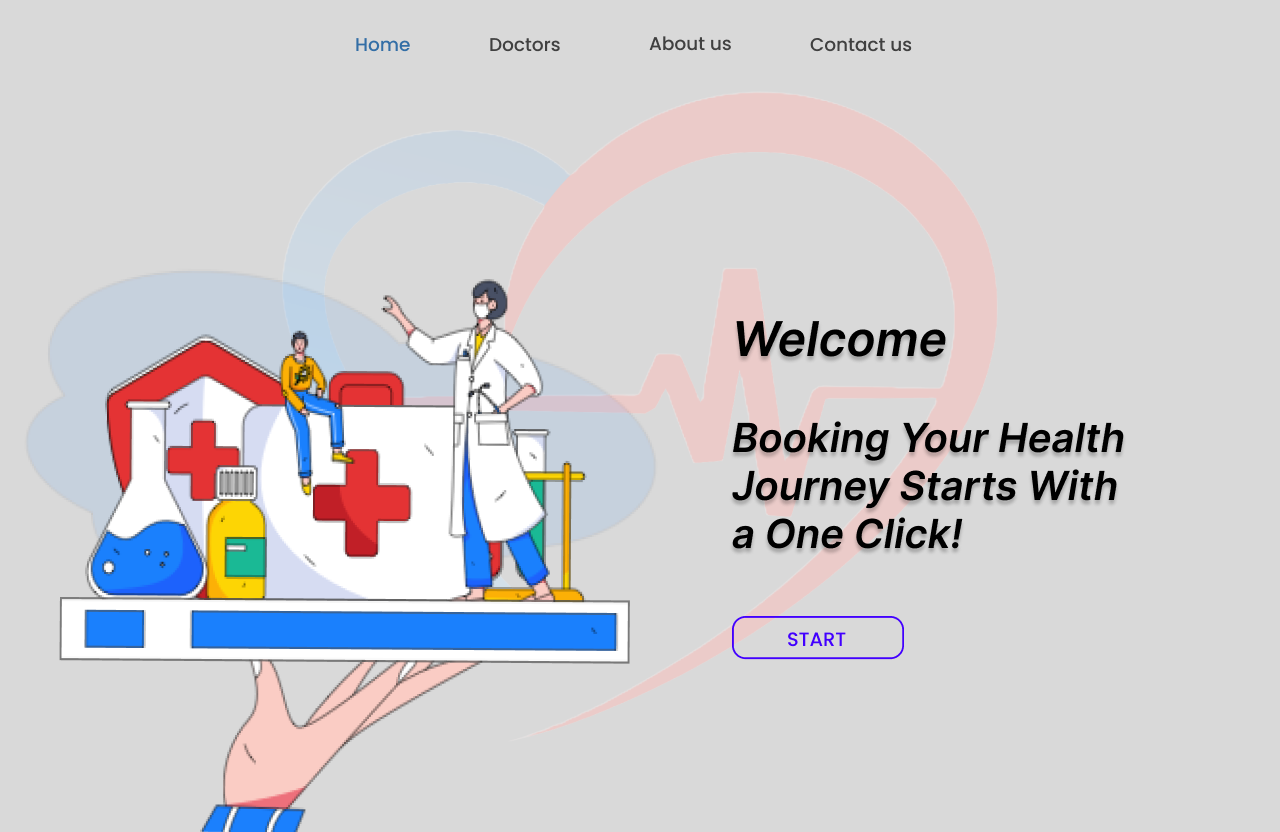 Home Doctors About us Contact us
Welcome
Booking Your Health
Journey Starts With
a One Click!
START